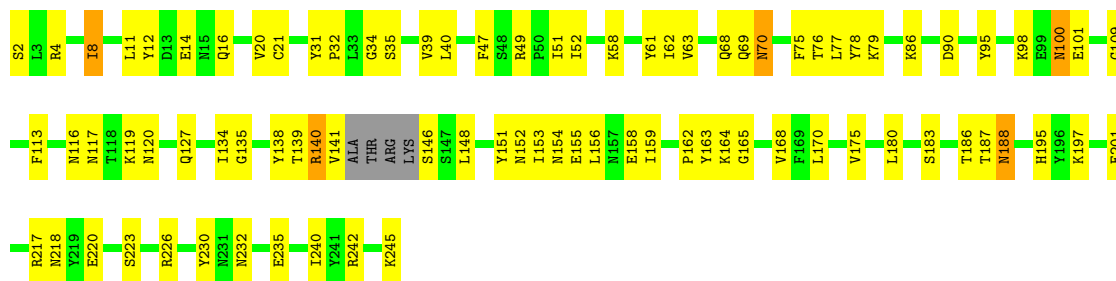 S2 L3 R4 I8 L11 Y12 D13 E14 N15 Q16 V20 C21 Y31 P32 L33 G34 S35 V39 L40 F47 S48 R49 P50 I51 I52 K58 Y61 I62 V63 Q68 Q69 N70 F75 T76 L77 Y78 K79 K86 D90 Y95 K98 E99 N100 E101
F113 N116 N117 T118 K119 N120 Q127 I134 G135 Y138 T139 R140 V141 ALA THR ARG LYS S146 S147 L148 Y151 N152 I153 N154 E155 L156 N157 E158 I159 P162 Y163 K164 G165 V168 F169 L170 V175 L180 S183 T186 T187 N188 H195 Y196 K197
R217 N218 Y219 E220 S223 R226 Y230 N231 N232 E235 I240 Y241 R242 K245